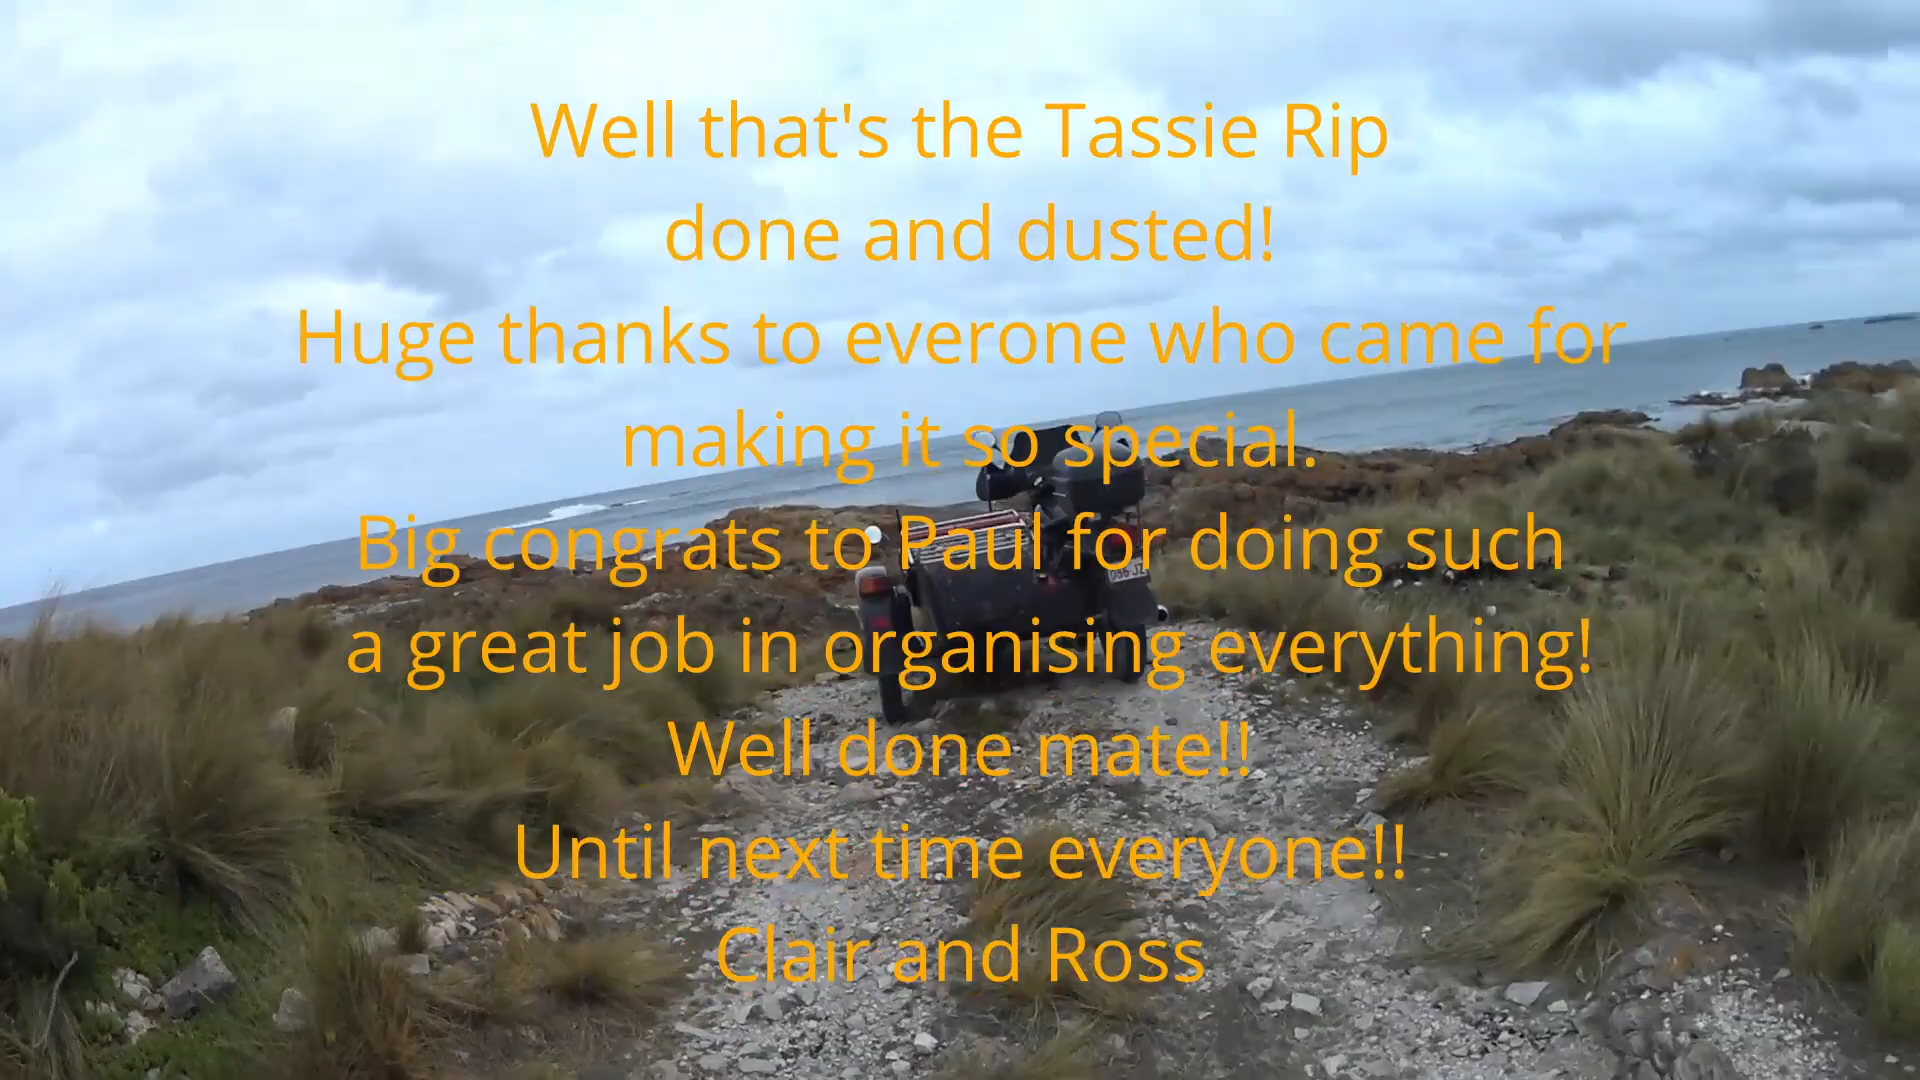 Well that's the Tassie Rip
done and dusted!
Huge thanks to everone who came for
making it so special.
Big congrats to Paul for doing such
a great job in organising everything!
Well done mate!!
Until next time everyone!!
Clair and Ross